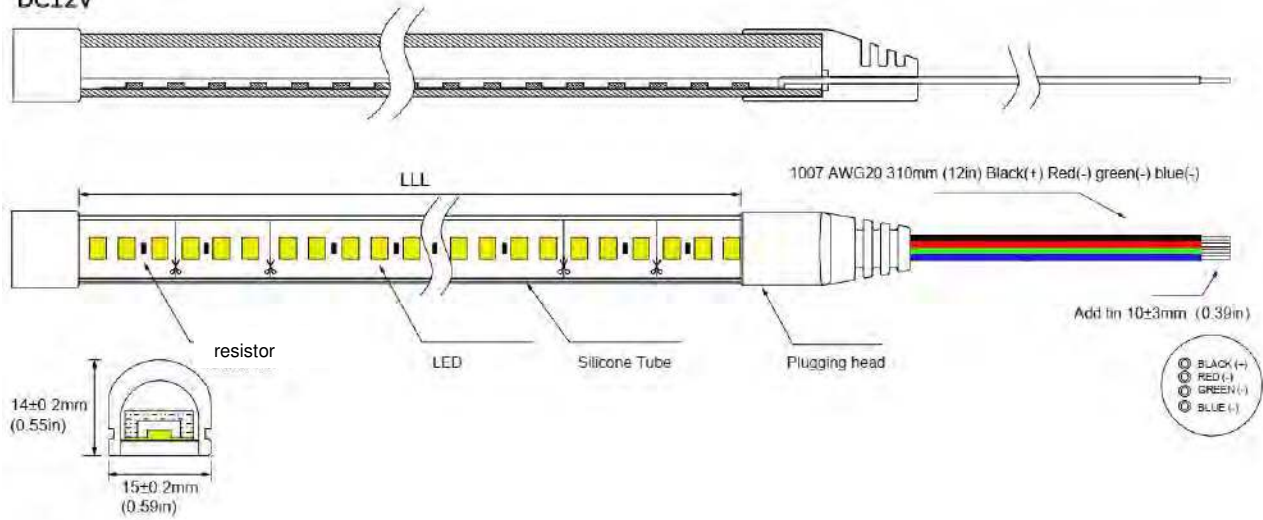 DC12V
LLL
1007 AWG20 310mm (12in) Black(+) Red(-) green(-) blue(-)
Add tin 10±3mm (0.39in)
resistor
LED
Silicone Tube
Plugging head
BLACK (+)
RED (-)
GREEN (-)
BLUE (-)
14±0.2mm
(0.55in)
15±0.2mm
(0.59in)